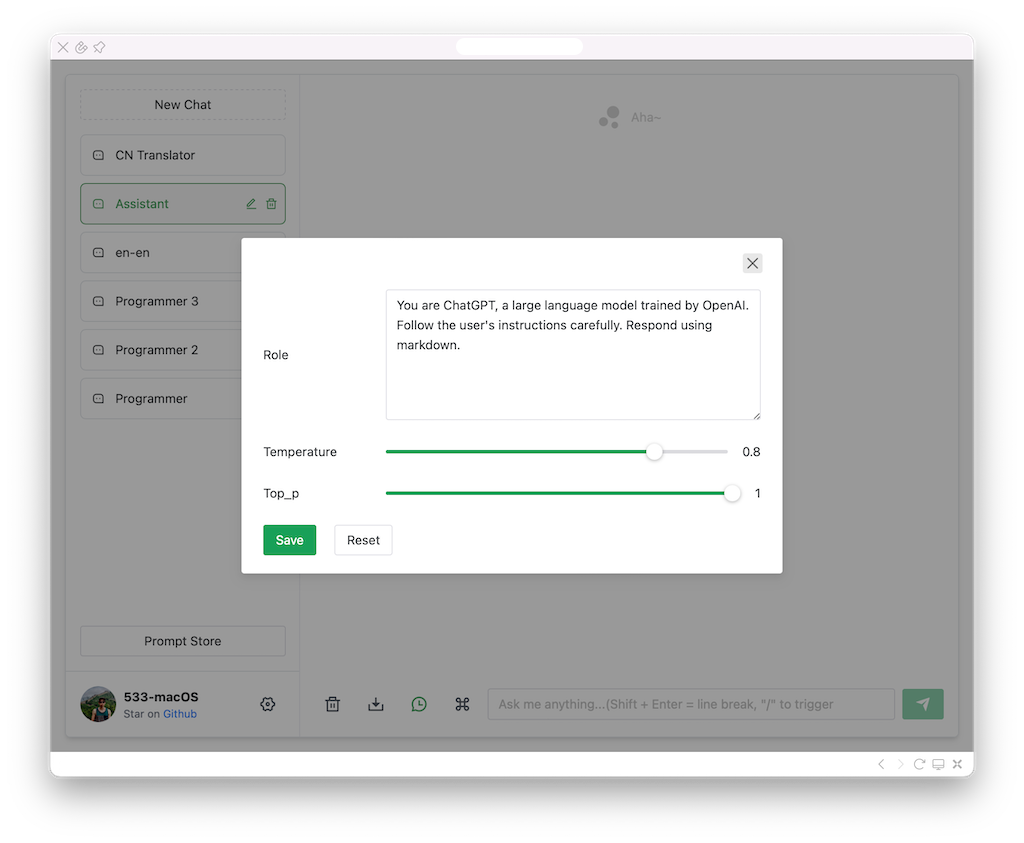 New Chat
Aha~
CN Translator
Assistant
en-en
Programmer 3
Programmer 2
Programmer
You are ChatGPT, a large language model trained by OpenAI.
Follow the user's instructions carefully. Respond using
markdown.
Role
Temperature
0.8
Top_p
1
Save
Reset
Prompt Store
533-macOS
Star on Github
Ask me anything...(Shift + Enter = line break, "/" to trigger